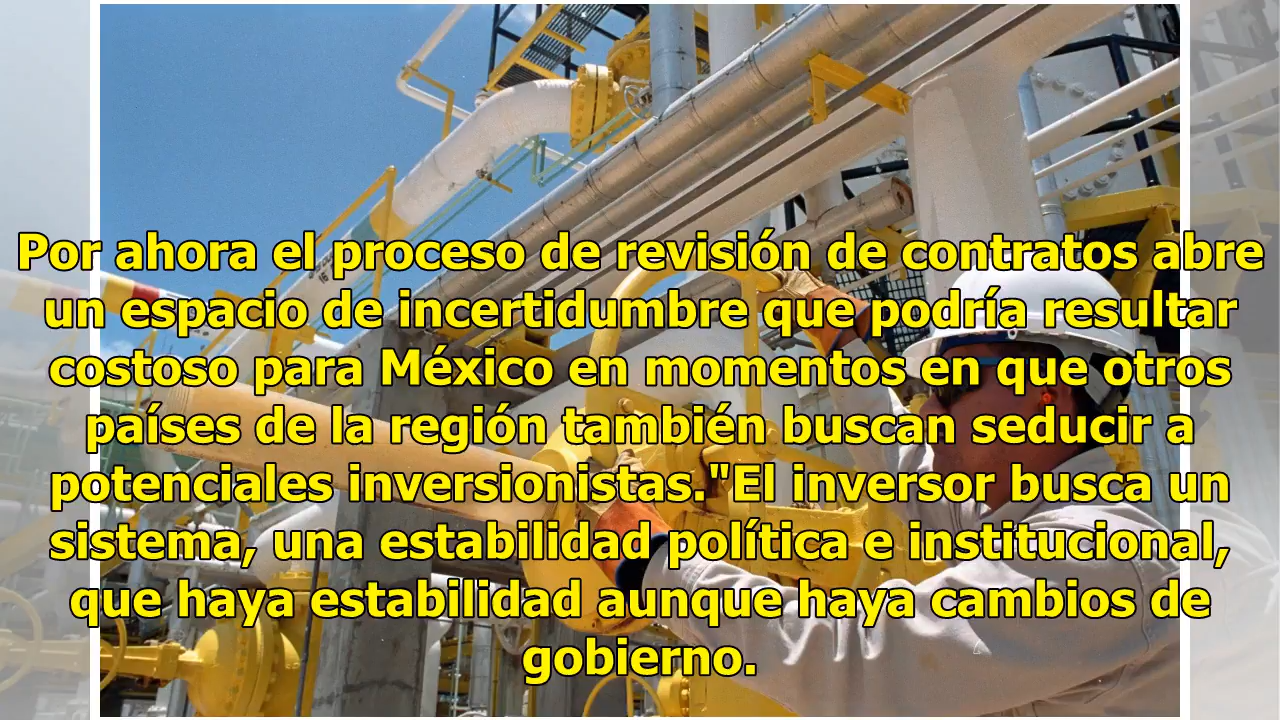 Por ahora el proceso de revisión de contratos abre
un espacio de incertidumbre que podría resultar
costoso para México en momentos en que otros
países de la región también buscan seducir a
potenciales inversionistas."El inversor busca un
sistema, una estabilidad política e institucional,
que haya estabilidad aunque haya cambios de
gobierno.